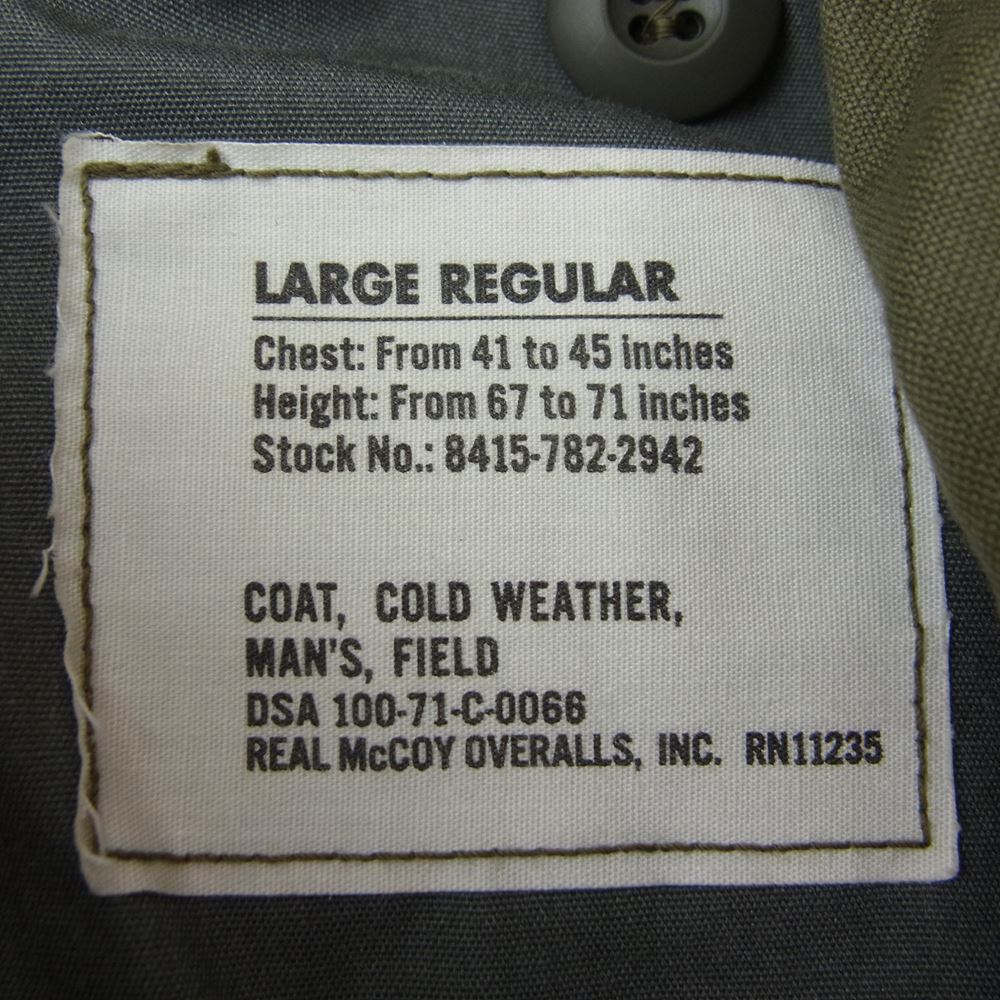 LARGE REGULAR
Chest: From 41 to 45 inches
Height: From 67 to 71 inches
Stock No.: 8415-782-2942
COAT, COLD WEATHER,
MAN'S, FIELD
DSA 100-71-C-0066
REAL McCOY OVERALLS, INC. RN11235